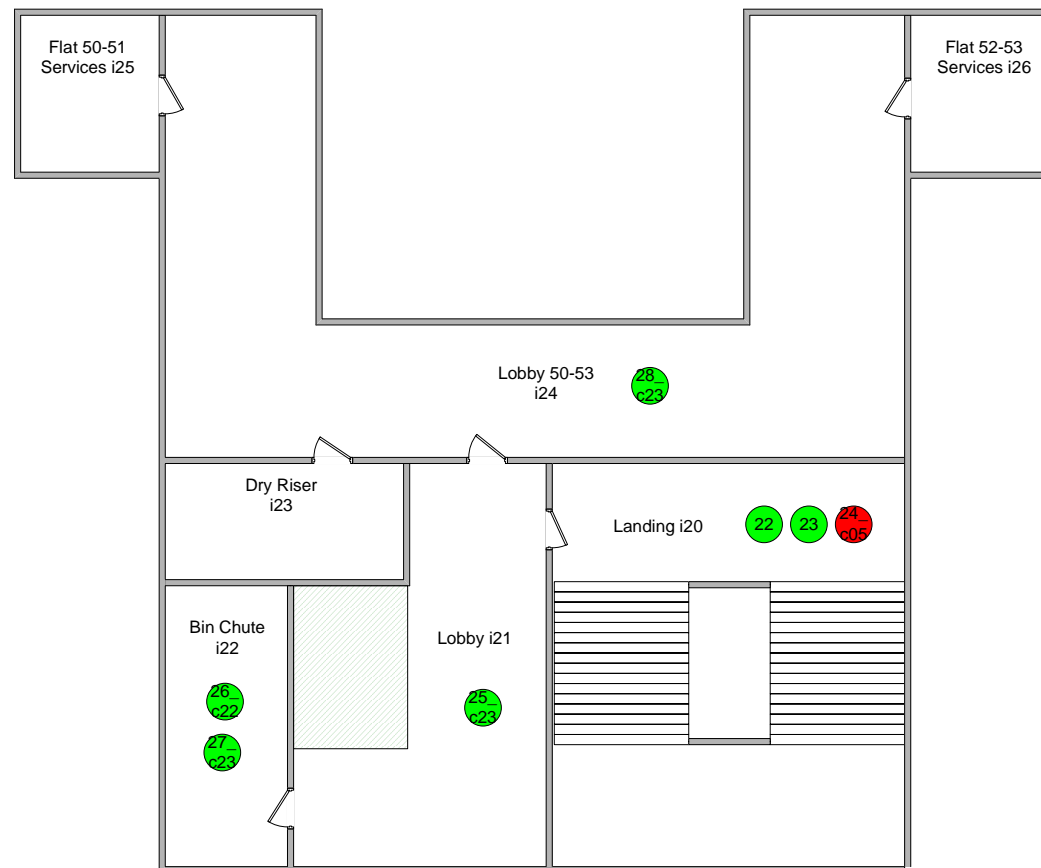 Flat 50-51
Services i25
Flat 52-53
Services i26
Lobby 50-53
i24
28_
c23
Dry Riser
i23
Landing i20
22
23
24_
c05
Bin Chute
i22
Lobby i21
26_
c22
25_
c23
27_
c23